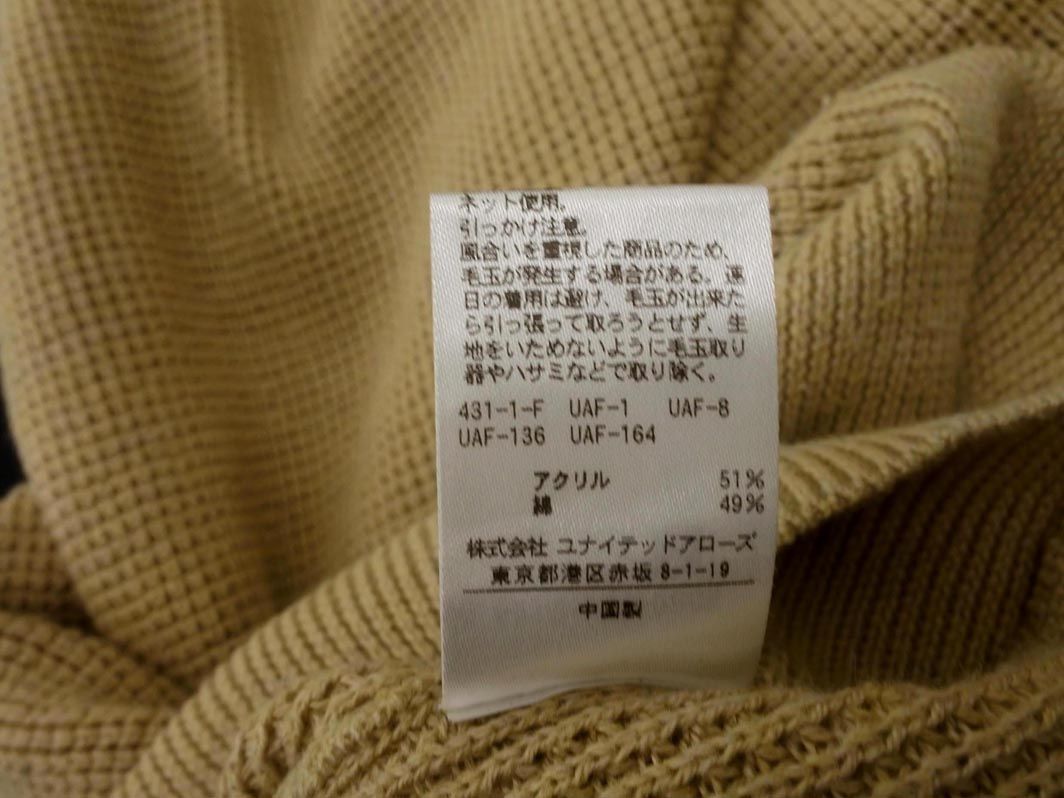 ネット使用。
引っかけ注意。
風合いを重視した商品のため、
毛玉が発生する場合がある。連
日の着用は避け、毛玉が出来た
ら引っ張って取ろうとせず、生
地をいためないように毛玉取り
器やハサミなどで取り除く。
431-1-F UAF-1 UAF-8
UAF-136 UAF-164
アクリル 51%
綿 49%
株式会社 ユナイテッドアローズ
東京都港区赤坂 8-1-19
中国製